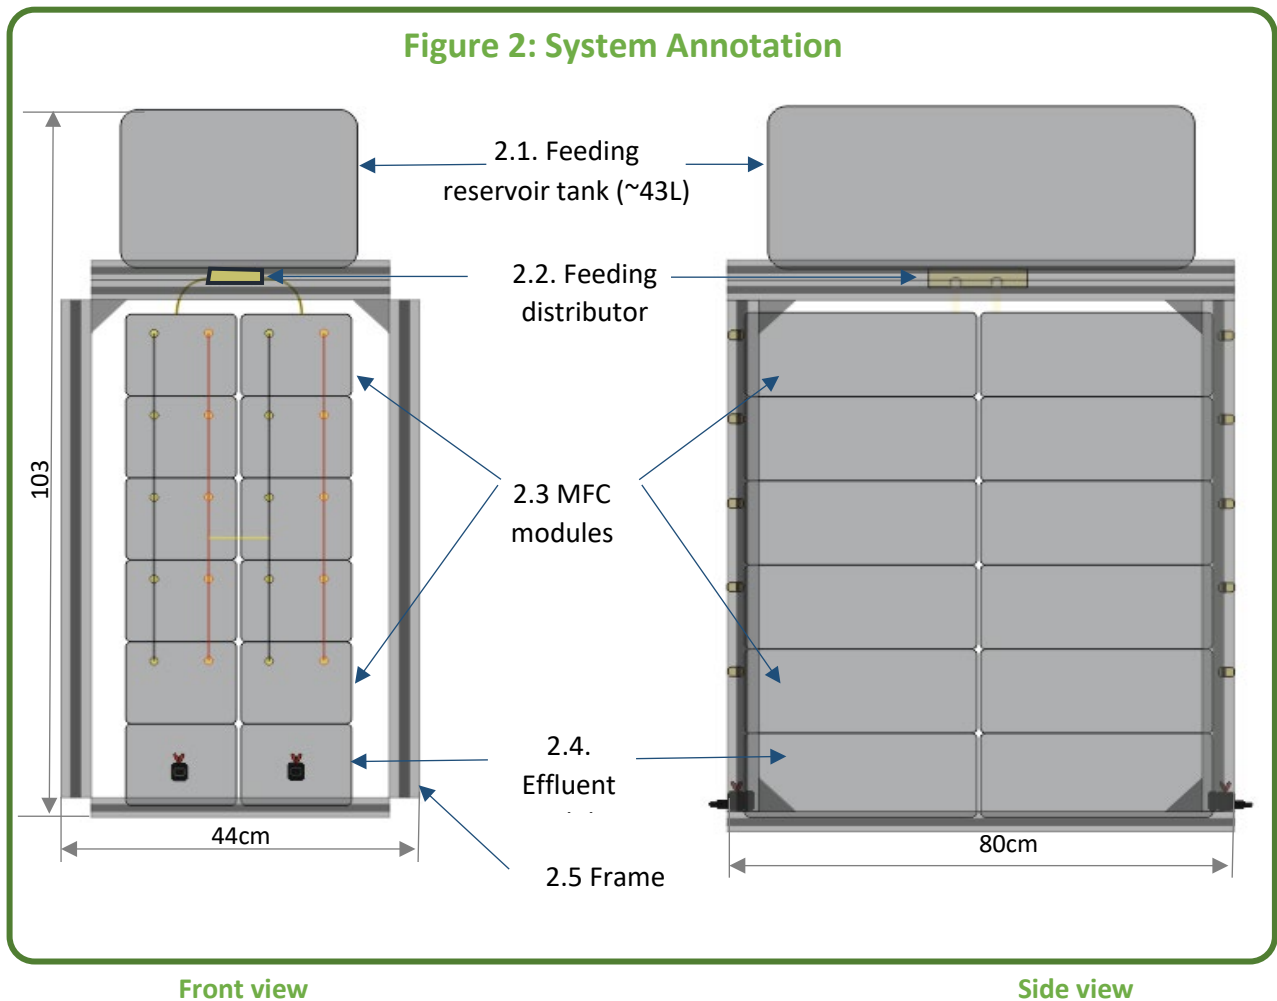 Figure 2: System Annotation
2.1. Feeding
reservoir tank (~43L)
2.2. Feeding
distributor
103
2.3 MFC
modules
2.4.
Effluent
44cm
80cm
2.5 Frame
Front view
Side view